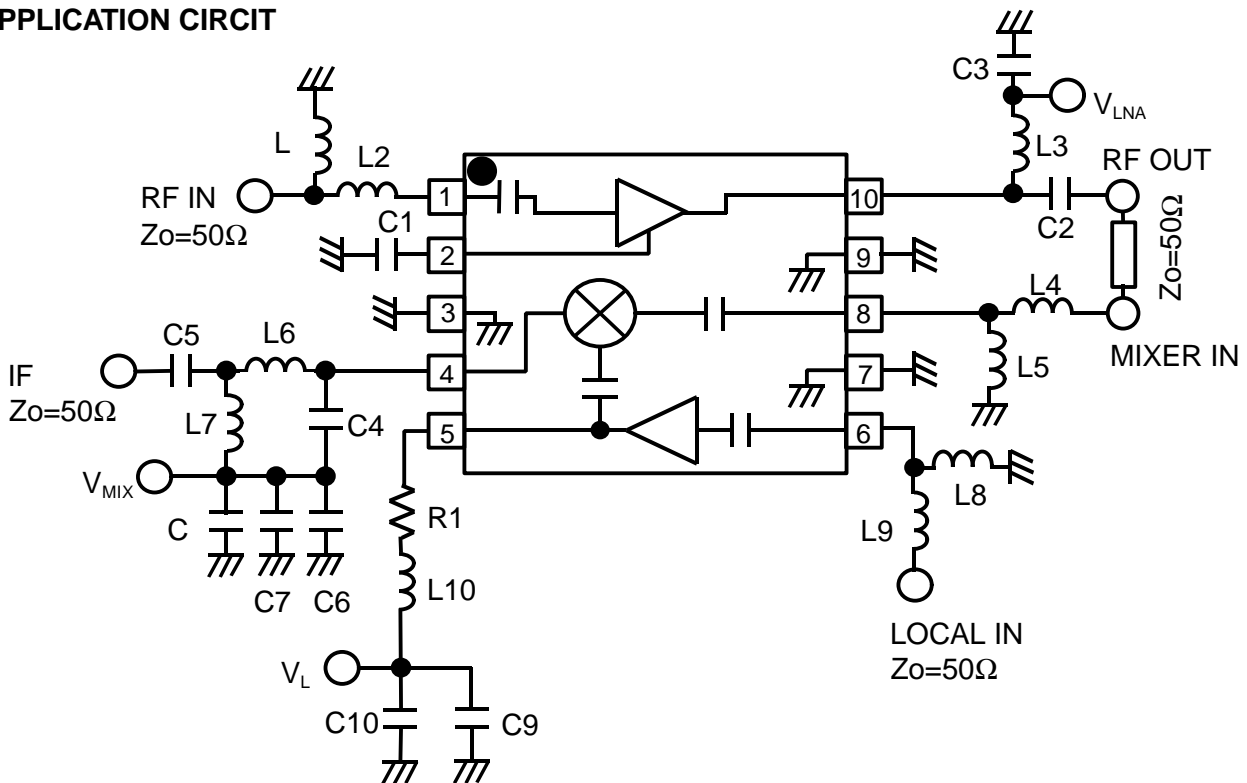 PPLICATION CIRCIT
C3
V_LNA
L
L2
L3
RF OUT
RF IN
Zo=50Ω
1
10
C1
C2
Zo=50Ω
2
9
3
8
L4
C5
L6
MIXER IN
IF
Zo=50Ω
4
7
L5
L7
C4
5
6
V_MIX
L8
C
R1
L9
C7
C6
L10
LOCAL IN
Zo=50Ω
V_L
C10
C9